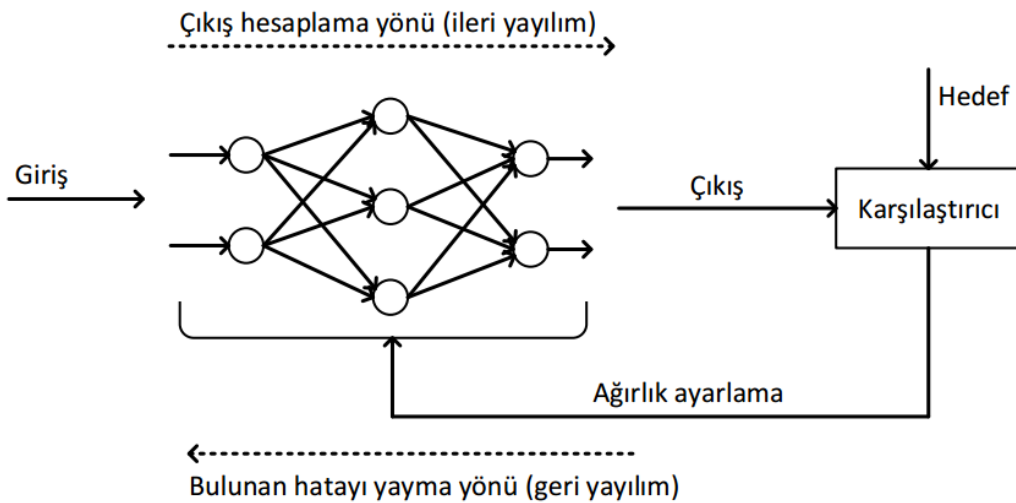 Çıkış hesaplama yönü (ileri yayılım)
Hedef
Giriş
Çıkış
Karşılaştırıcı
Ağırlık ayarlama
Bulunan hatayı yayma yönü (geri yayılım)